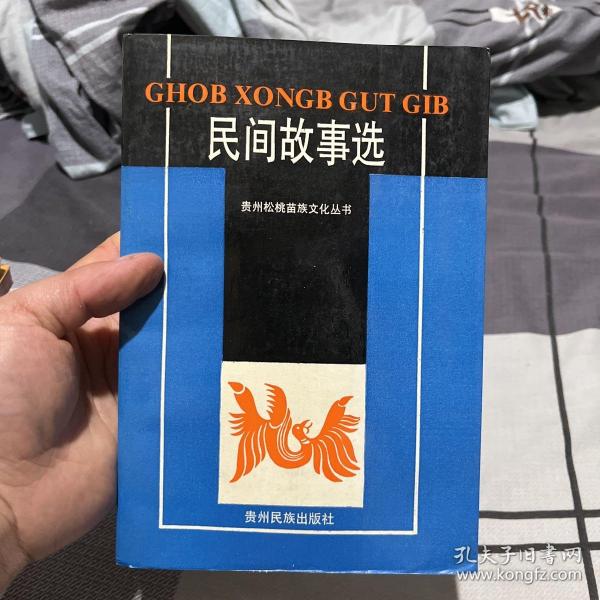 GHOB XONGB GUT GIB
民间故事选
贵州松桃苗族文化丛书
贵州民族出版社
孔夫子旧书网
www.kongfz.com